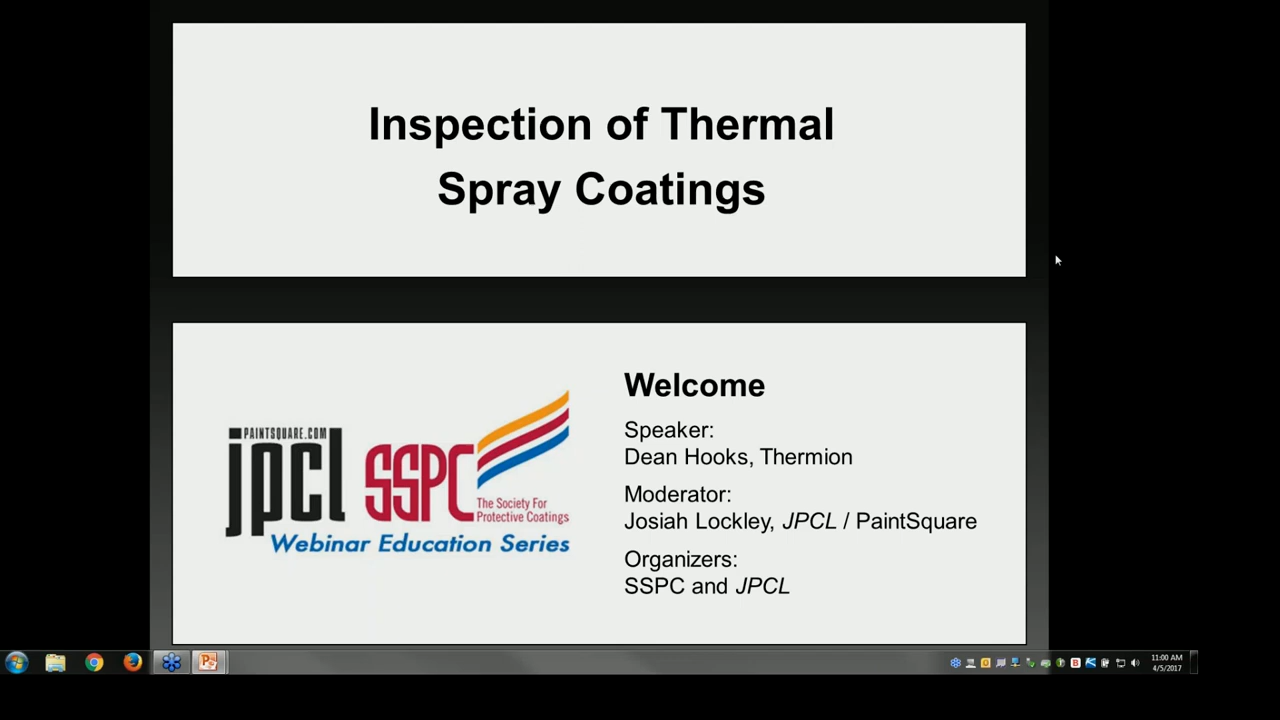 Inspection of Thermal
Spray Coatings
PAINTSQUARE.COM
jpcl
SSPC
The Society For
Protective Coatings
Webinar Education Series
Welcome
Speaker:
Dean Hooks, Thermion
Moderator:
Josiah Lockley, JPCL / PaintSquare
Organizers:
SSPC and JPCL
11:00 AM
4/5/2017